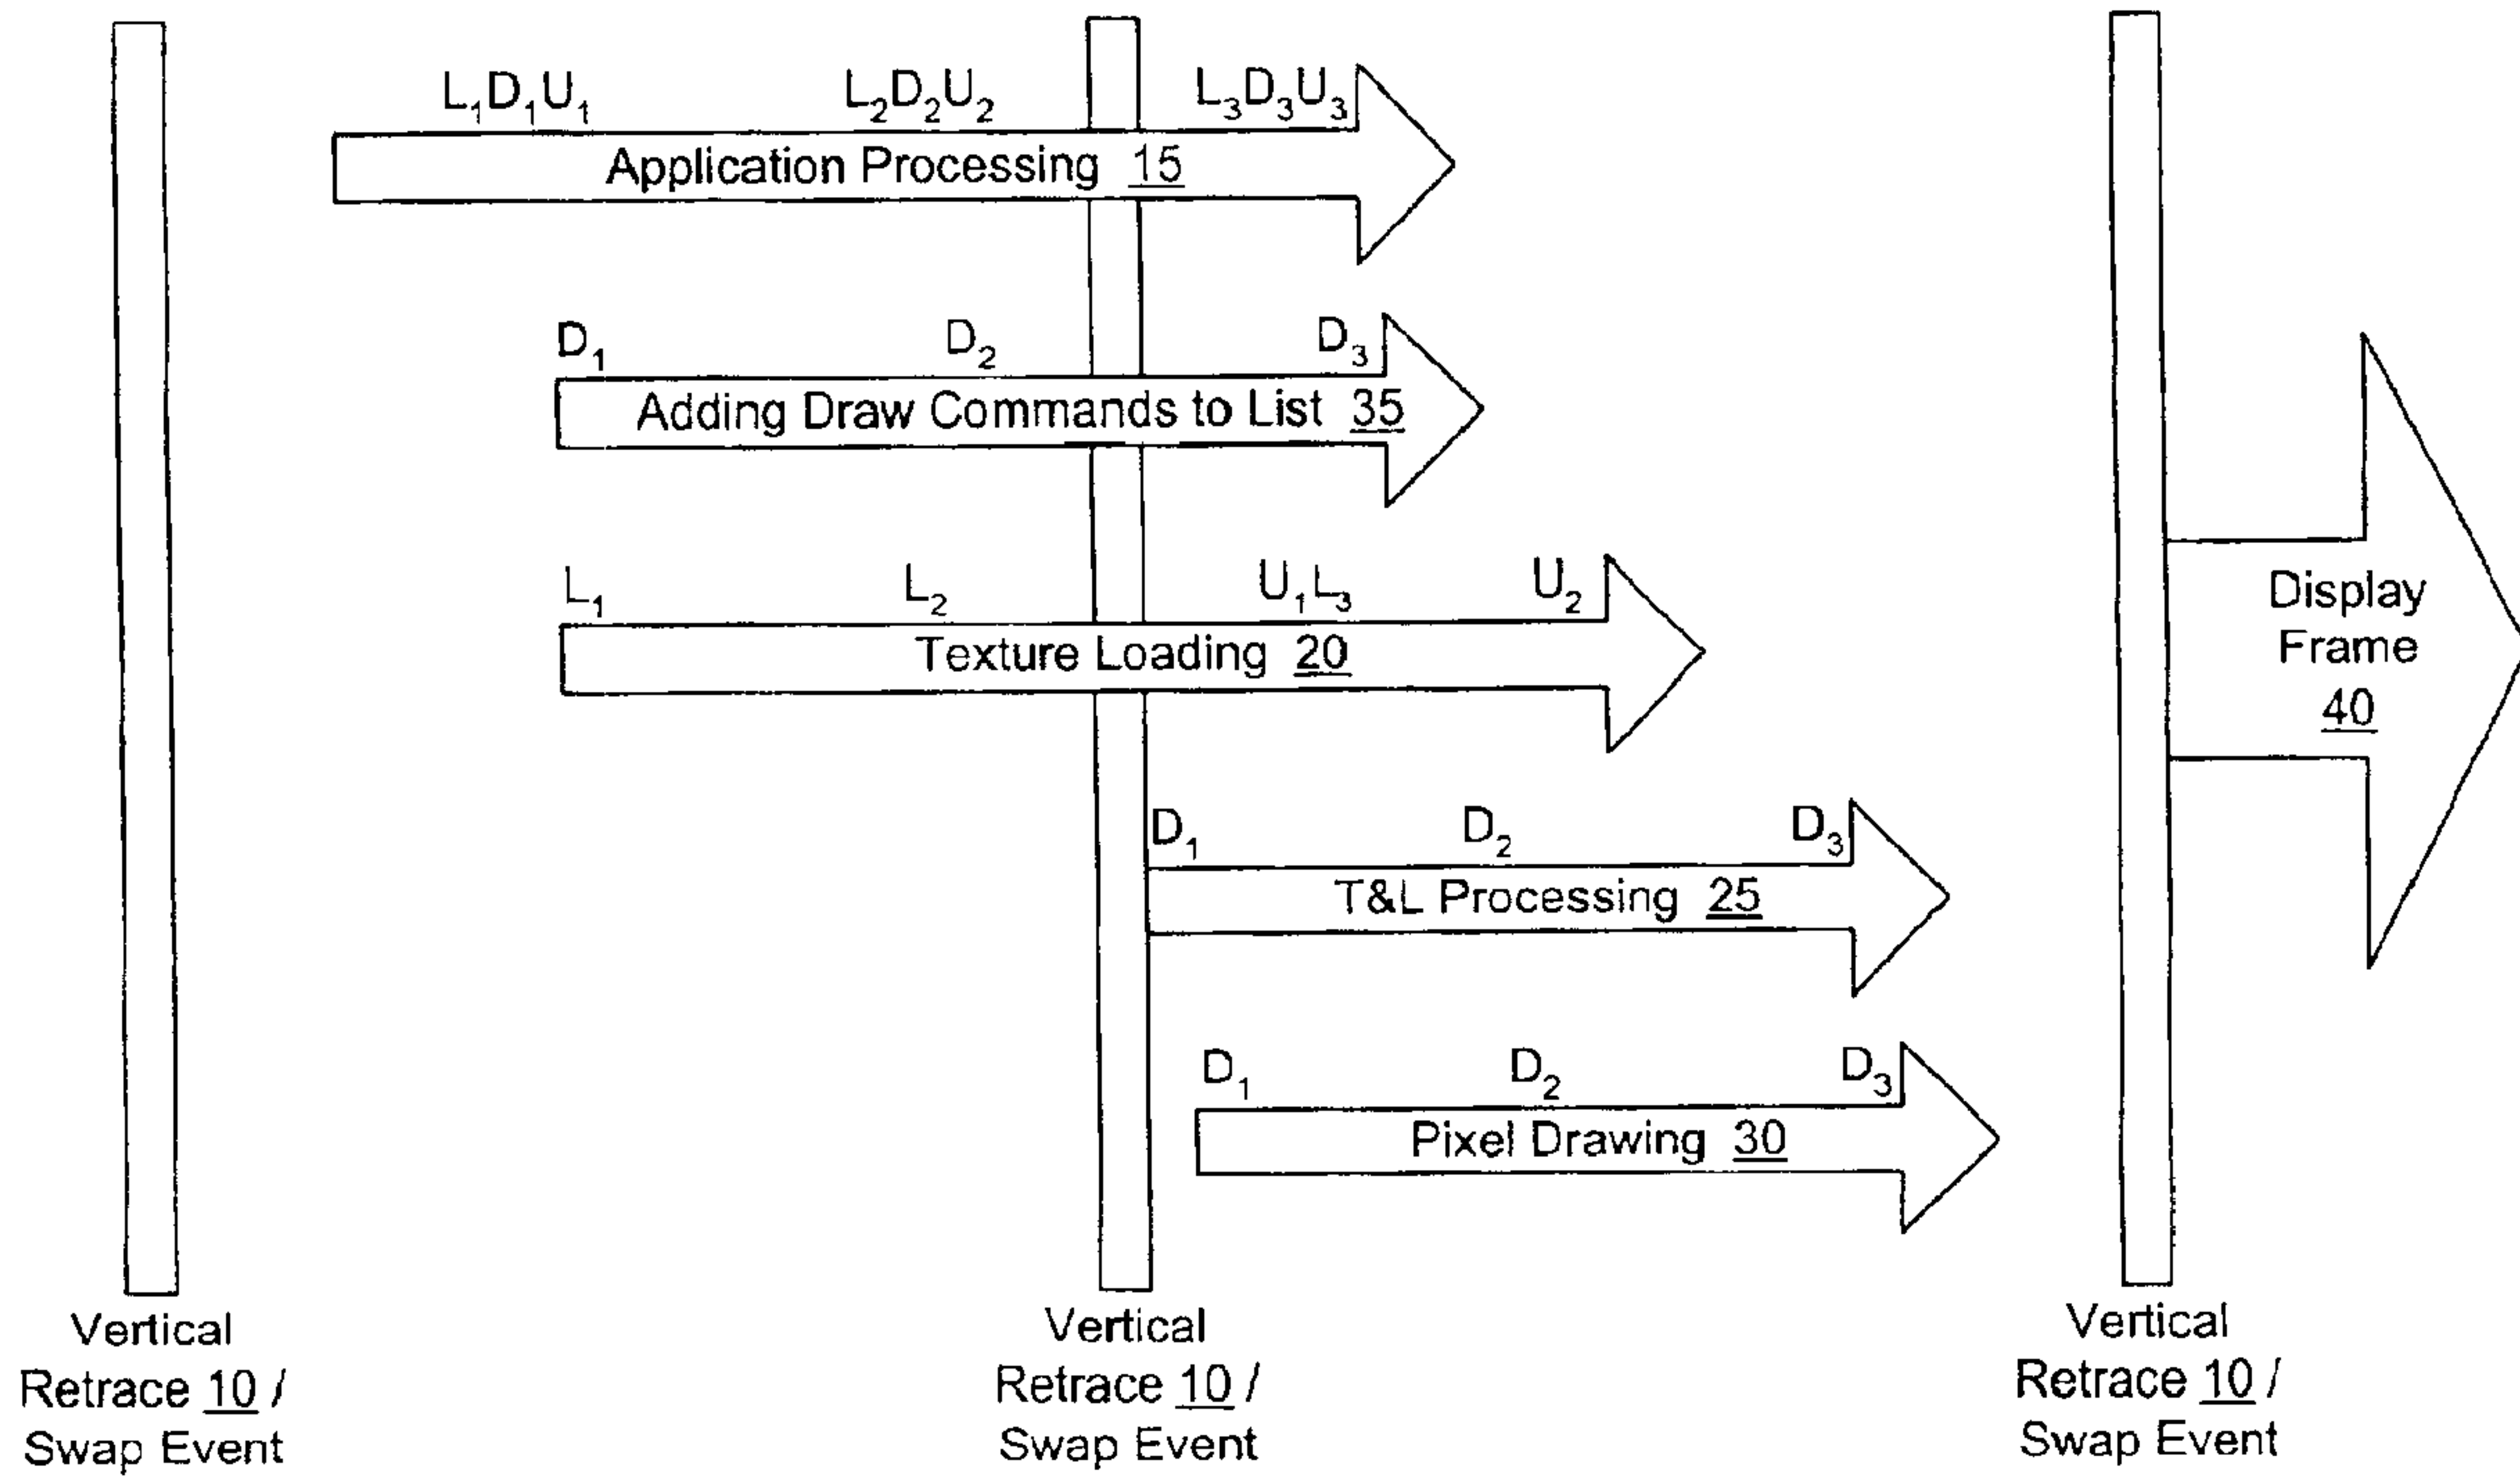 L₁D₁U₁ L₂D₂U₂ L₃D₃U₃
Application Processing 15
D₁ D₂ D₃
Adding Draw Commands to List 35
L₁ L₂ U₁L₃ U₂
Texture Loading 20
Display
Frame
40
D₁ D₂ D₃
T&L Processing 25
D₁ D₂ D₃
Pixel Drawing 30
Vertical
Retrace 10 /
Swap Event
Vertical
Retrace 10 /
Swap Event
Vertical
Retrace 10 /
Swap Event